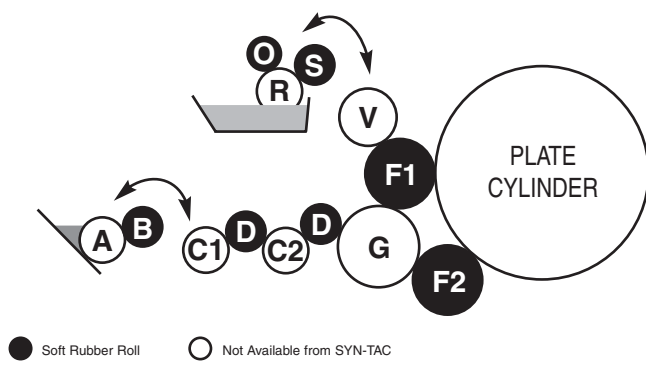 O
S
R
V
F1
PLATE
CYLINDER
A
B
C1
D
C2
D
G
F2
Soft Rubber Roll
Not Available from SYN-TAC